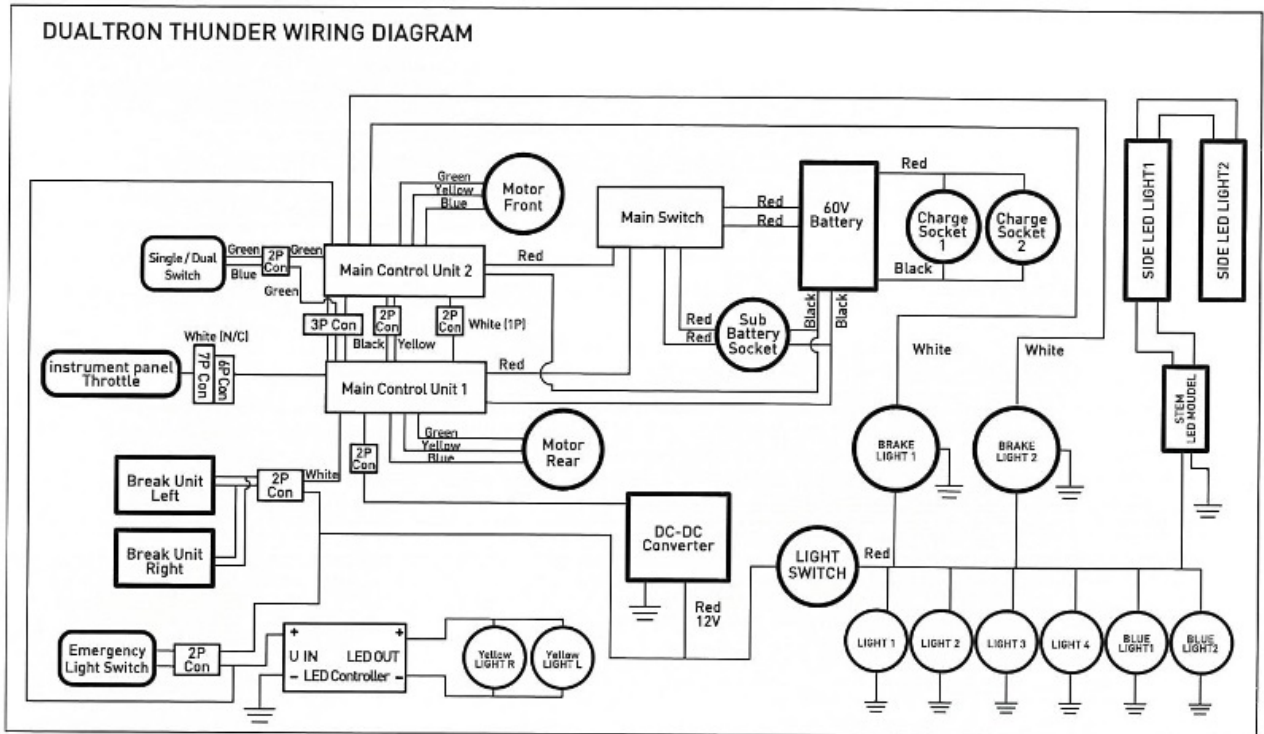 DUALTRON THUNDER WIRING DIAGRAM
Green
Yellow
Blue
Motor
Front
Main Switch
Red
Red
60V
Battery
Red
Charge
Socket
1
Charge
Socket
2
Black
SIDE LED LIGHT1
SIDE LED LIGHT2
Single / Dual
Switch
Green
Blue
2P
Con
Green
Green
Main Control Unit 2
Red
3P Con
2P
Con
2P
Con
White (1P)
Black
Yellow
Red
Red
Sub
Battery
Socket
Black
Black
White
White
instrument panel
Throttle
White (N/C)
7P Con
6P Con
Main Control Unit 1
Red
STEM
LED MOUDEL
Green
Yellow
Blue
Motor
Rear
2P
Con
BRAKE
LIGHT 1
BRAKE
LIGHT 2
Break Unit
Left
2P
Con
White
Break Unit
Right
DC-DC
Converter
LIGHT
SWITCH
Red
Red
12V
Emergency
Light Switch
2P
Con
+
+
U IN
LED OUT
– LED Controller –
Yellow
LIGHT R
Yellow
LIGHT L
LIGHT 1
LIGHT 2
LIGHT 3
LIGHT 4
BLUE
LIGHT1
BLUE
LIGHT2